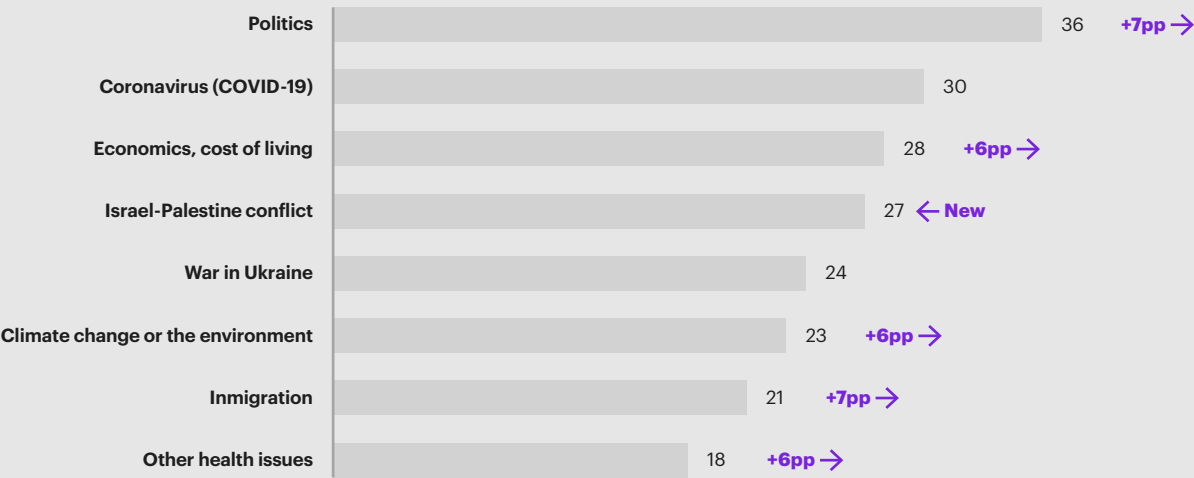 Politics 36 +7pp →
Coronavirus (COVID-19) 30
Economics, cost of living 28 +6pp →
Israel-Palestine conflict 27 ← New
War in Ukraine 24
Climate change or the environment 23 +6pp →
Inmigration 21 +7pp →
Other health issues 18 +6pp →